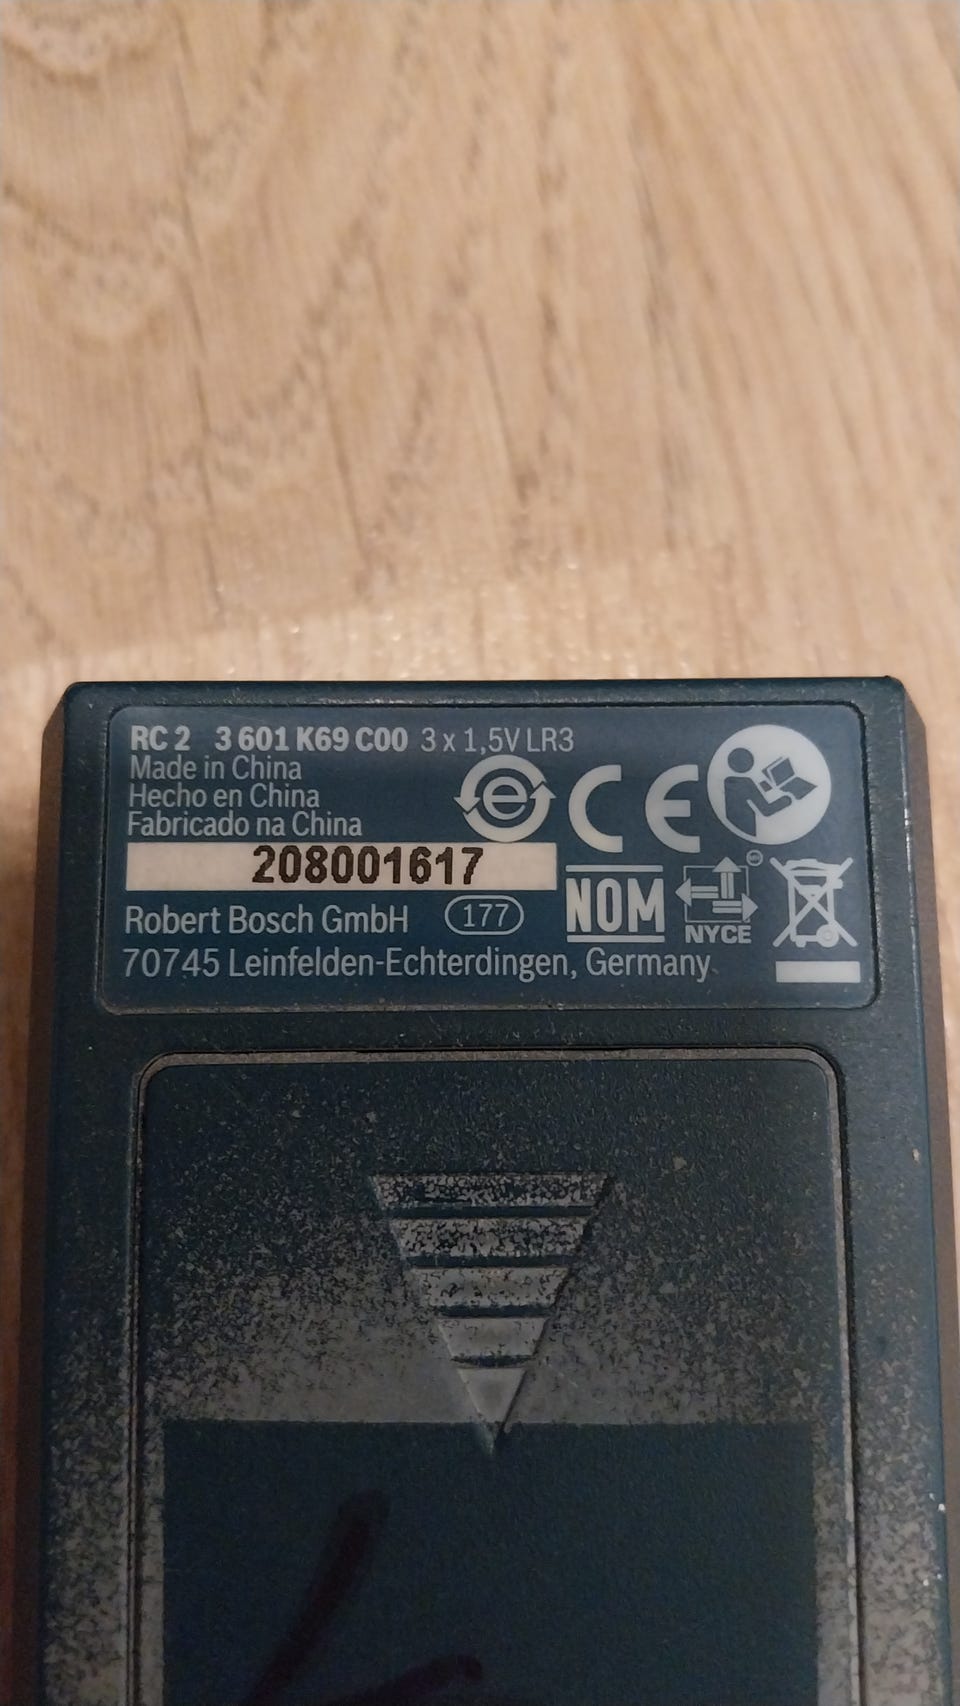 RC 2 3 601 K69 C00 3 x 1,5V LR3
Made in China
Hecho en China
Fabricado na China
e CE
208001617
NOM
NYCE
Robert Bosch GmbH 177
70745 Leinfelden-Echterdingen, Germany